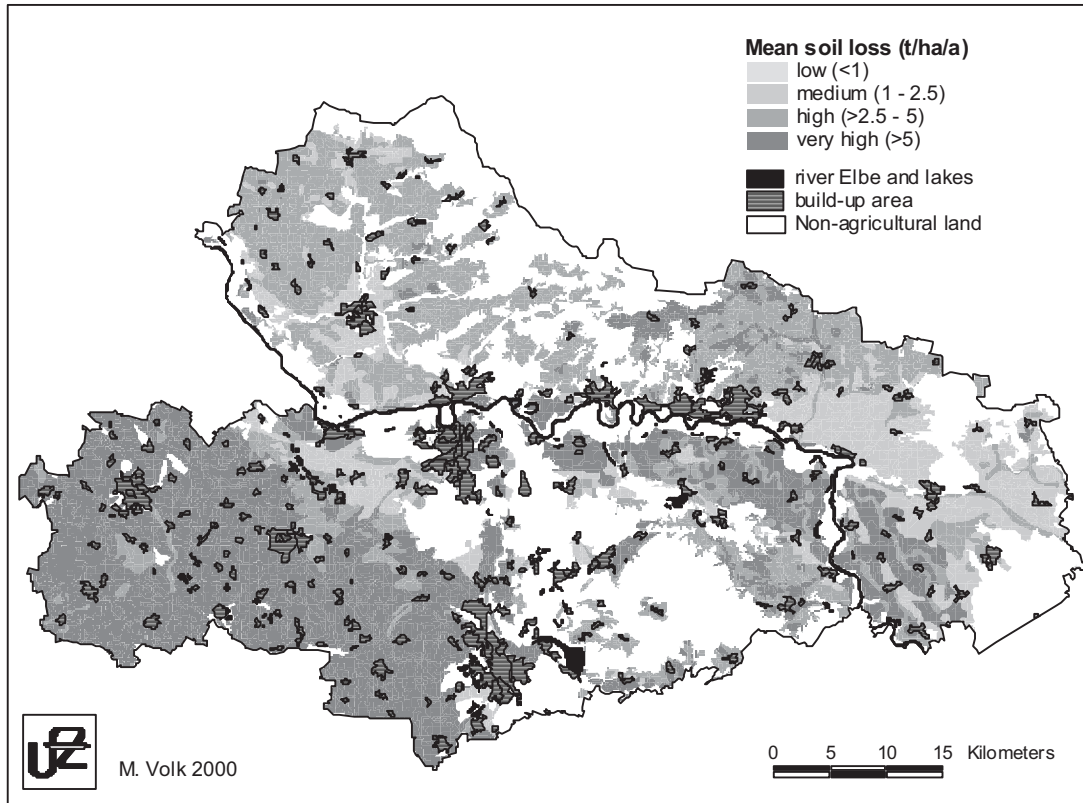 Mean soil loss (t/ha/a)
low (<1)
medium (1 - 2.5)
high (>2.5 - 5)
very high (>5)
river Elbe and lakes
build-up area
Non-agricultural land
UFZ
M. Volk 2000
0 5 10 15 Kilometers